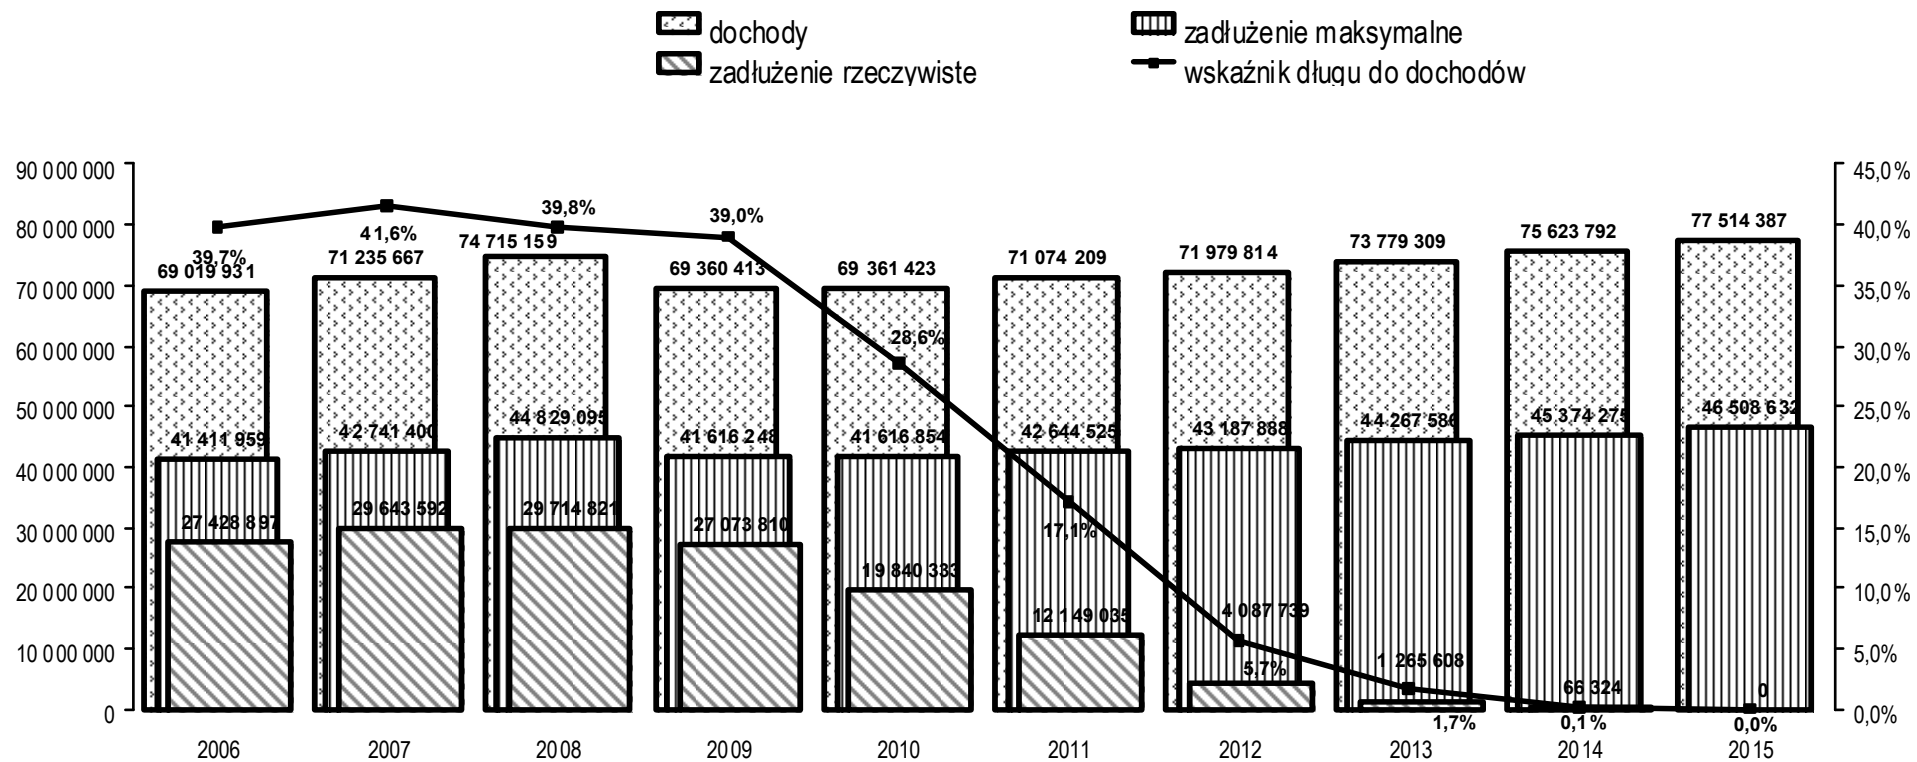 dochody
zadłużenie maksymalne
zadłużenie rzeczywiste
wskaźnik długu do dochodów
90 000 000
80 000 000
70 000 000
60 000 000
50 000 000
40 000 000
30 000 000
20 000 000
10 000 000
0
45,0%
40,0%
35,0%
30,0%
25,0%
20,0%
15,0%
10,0%
5,0%
0,0%
39,7%
41,6%
39,8%
39,0%
28,6%
17,1%
5,7%
1,7%
0,1%
0,0%
69 019 931
71 235 667
74 715 159
69 360 413
69 361 423
71 074 209
71 979 814
73 779 309
75 623 792
77 514 387
41 411 959
42 741 400
44 829 095
41 616 248
41 616 854
42 644 525
43 187 888
44 267 586
45 374 275
46 508 632
27 428 897
29 643 592
29 714 821
27 073 810
19 840 333
12 149 035
4 087 739
1 265 608
66 324
0
2006
2007
2008
2009
2010
2011
2012
2013
2014
2015